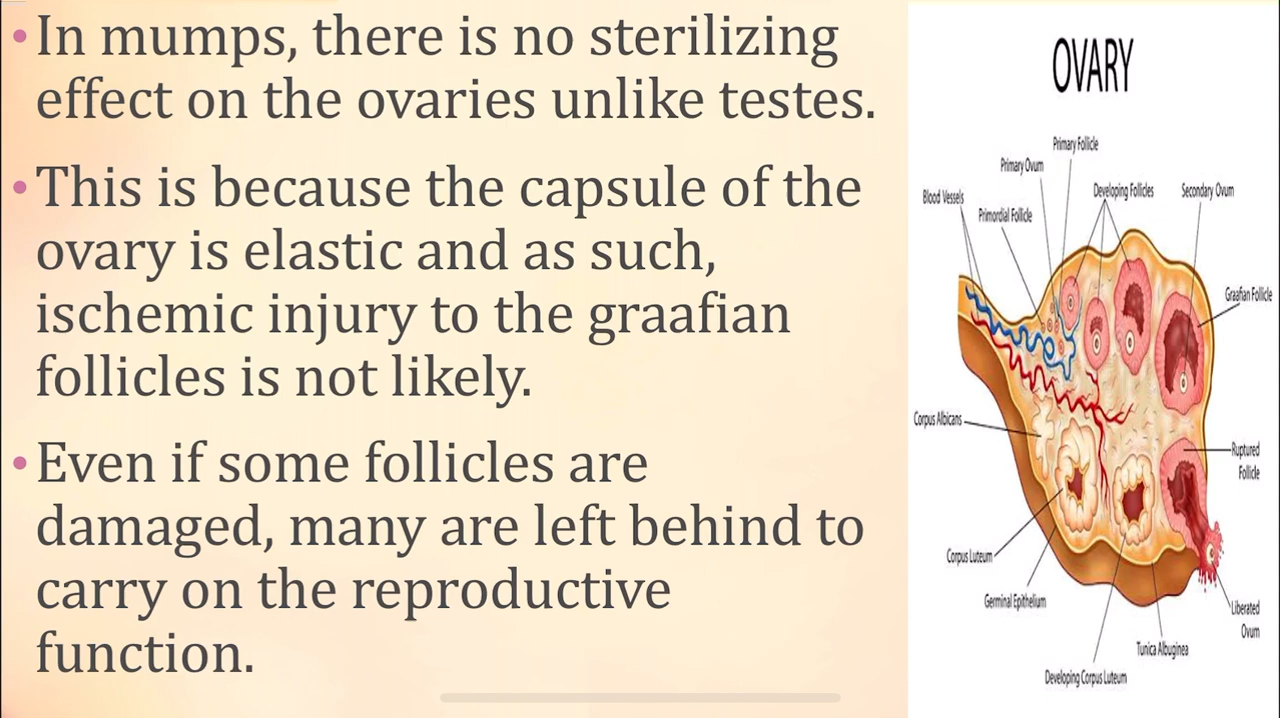 • In mumps, there is no sterilizing
effect on the ovaries unlike testes.
• This is because the capsule of the
ovary is elastic and as such,
ischemic injury to the graafian
follicles is not likely.
• Even if some follicles are
damaged, many are left behind to
carry on the reproductive
function.
OVARY
Primary Follicle
Primary Ovum
Developing Follicles
Secondary Ovum
Blood Vessels
Primordial Follicle
Graafian Follicle
Corpus Albicans
Ruptured
Follicle
Corpus Luteum
Germinal Epithelium
Liberated
Ovum
Tunica Albuginea
Developing Corpus Luteum